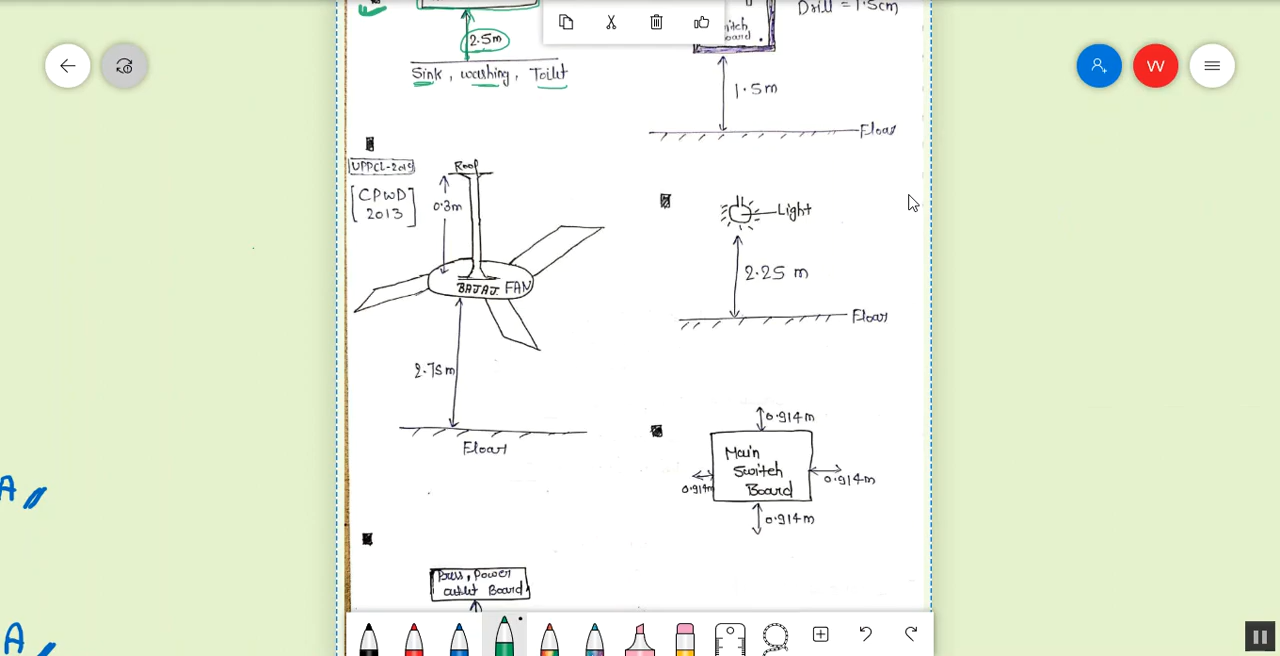 2.5m
Sink, washing, Toilet
Drill = 1.5cm
1.5m
Floor
UPPCL-2019
[CPWD
2013]
Roof
0.3m
BAJAJ FAN
2.75m
Floor
Light
2.25 m
Floor
0.914m
Main
Switch
Board
0.914m
0.914m
0.914m
Power
outlet Board
A
A
W